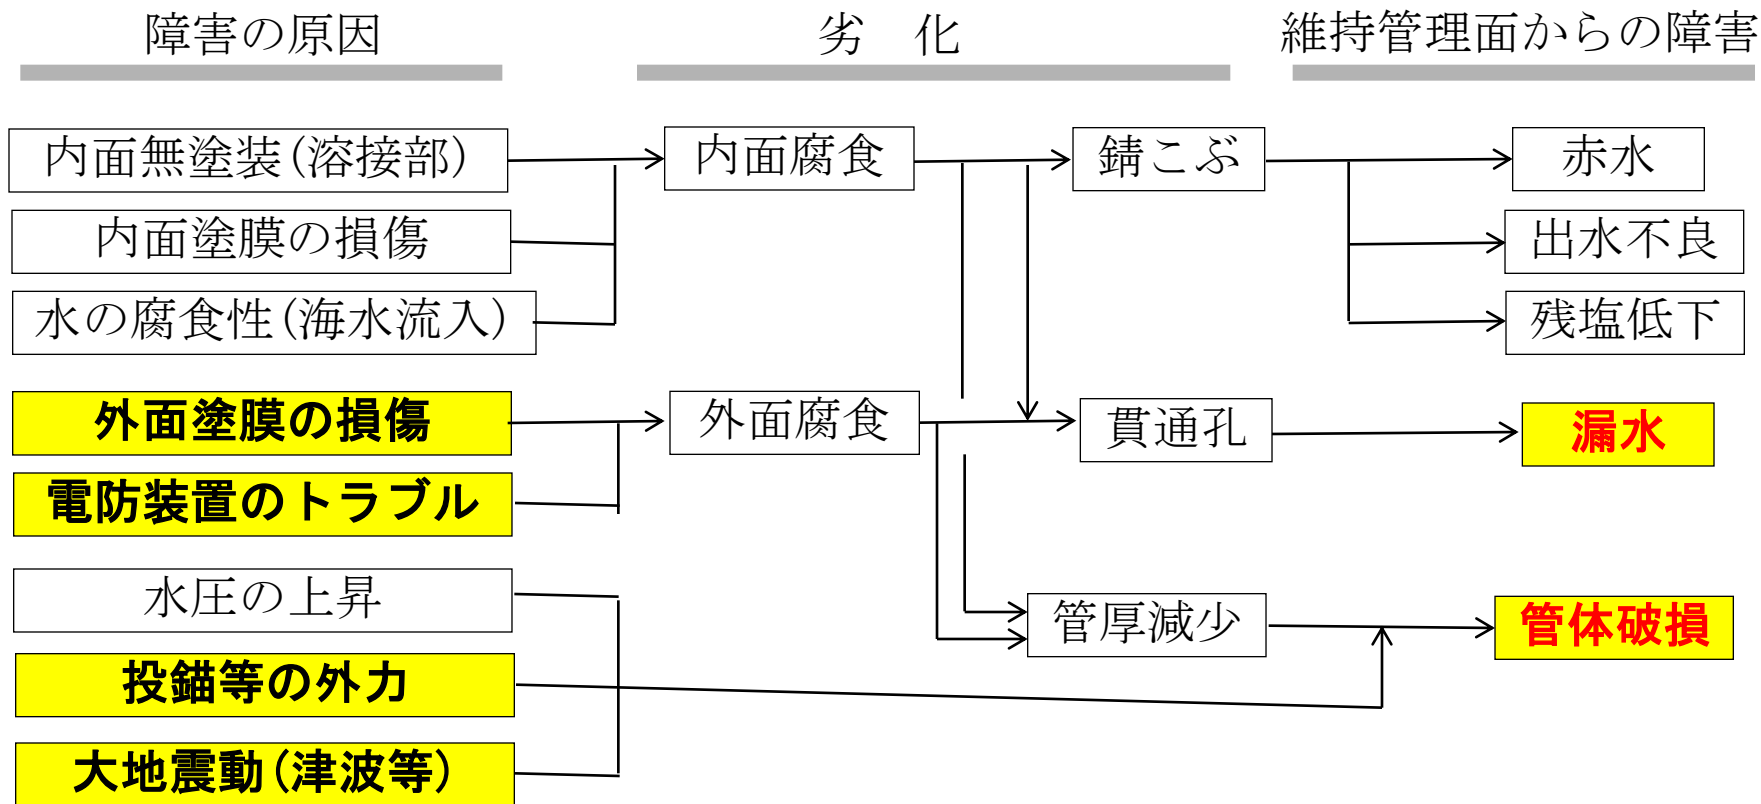 障害の原因
劣　化
維持管理面からの障害
内面無塗装(溶接部)
内面腐食
錆こぶ
赤水
内面塗膜の損傷
出水不良
水の腐食性(海水流入)
残塩低下
外面塗膜の損傷
外面腐食
貫通孔
漏水
電防装置のトラブル
水圧の上昇
管厚減少
管体破損
投錨等の外力
大地震動(津波等)